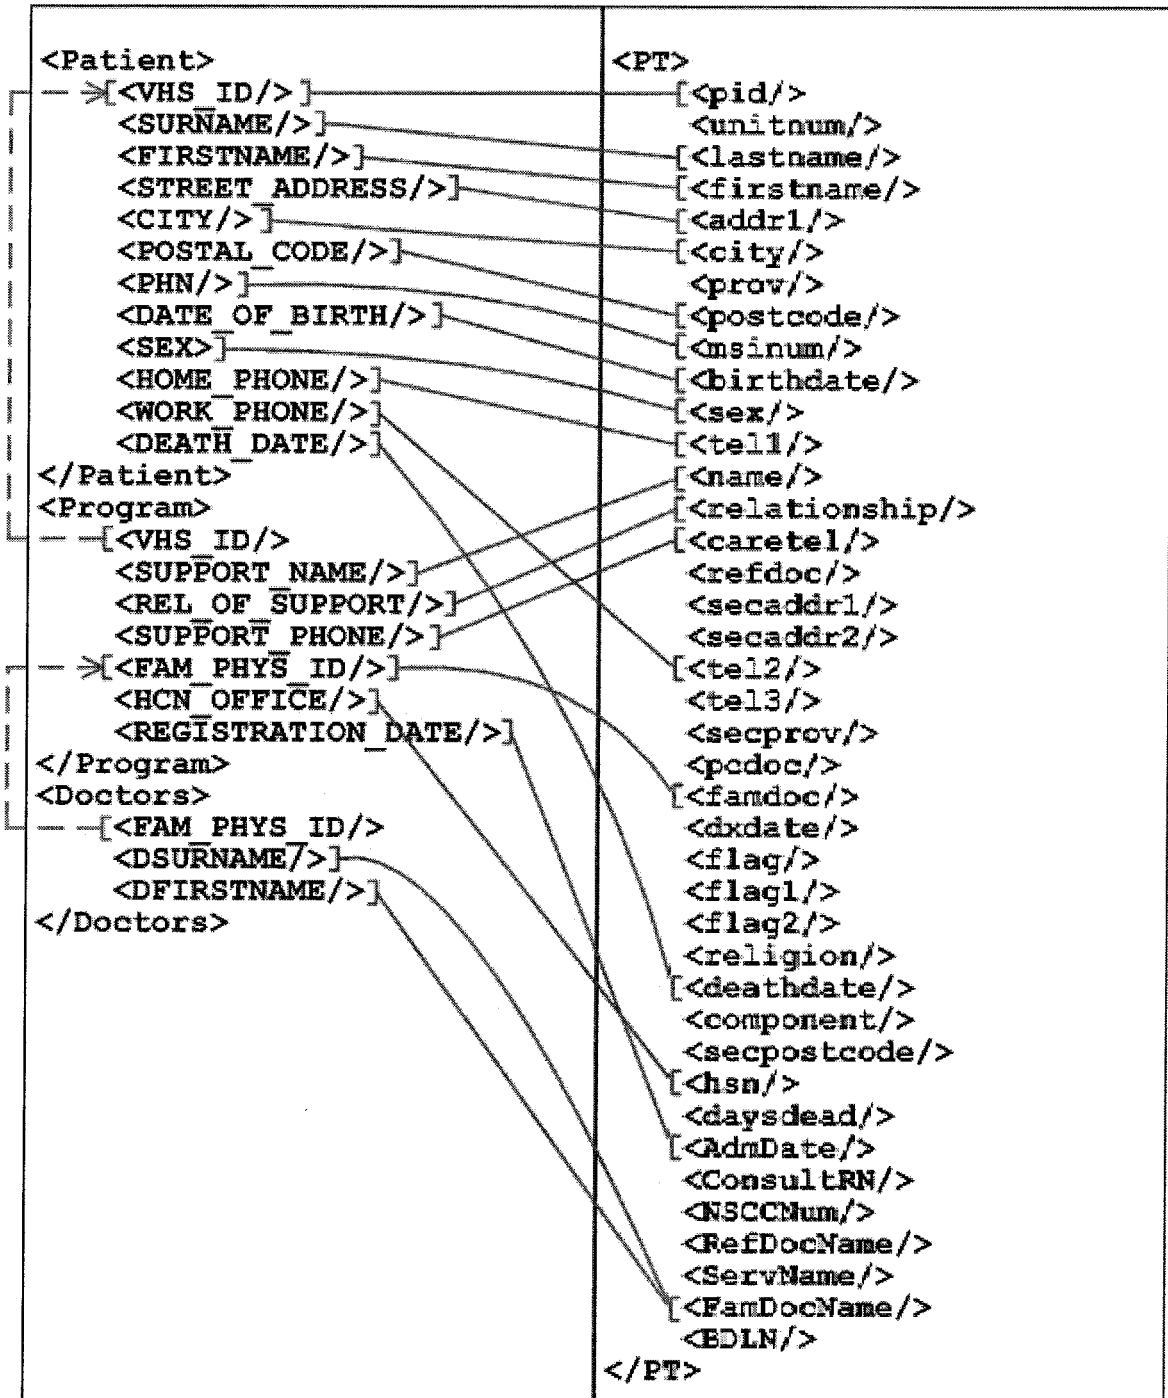 <Patient>
<VHS_ID/>
<SURNAME/>
<FIRSTNAME/>
<STREET_ADDRESS/>
<CITY/>
<POSTAL_CODE/>
<PHN/>
<DATE_OF_BIRTH/>
<SEX>
<HOME_PHONE/>
<WORK_PHONE/>
<DEATH_DATE/>
</Patient>
<Program>
<VHS_ID/>
<SUPPORT_NAME/>
<REL_OF_SUPPORT/>
<SUPPORT_PHONE/>
<FAM_PHYS_ID/>
<HCN_OFFICE/>
<REGISTRATION_DATE/>
</Program>
<Doctors>
<FAM_PHYS_ID/>
<DSURNAME/>
<DFIRSTNAME/>
</Doctors>
<PT>
<pid/>
<unitnum/>
<lastname/>
<firstname/>
<addr1/>
<city/>
<prov/>
<postcode/>
<msinum/>
<birthdate/>
<sex/>
<tel1/>
<name/>
<relationship/>
<caretel/>
<refdoc/>
<secaddr1/>
<secaddr2/>
<tel2/>
<tel3/>
<secprov/>
<pcdoc/>
<famdoc/>
<dxdate/>
<flag/>
<flag1/>
<flag2/>
<religion/>
<deathdate/>
<component/>
<secpostcode/>
<hsn/>
<daysdead/>
<AdmDate/>
<ConsultRN/>
<NSCCNum/>
<RefDocName/>
<ServName/>
<FamDocName/>
<BDLN/>
</PT>